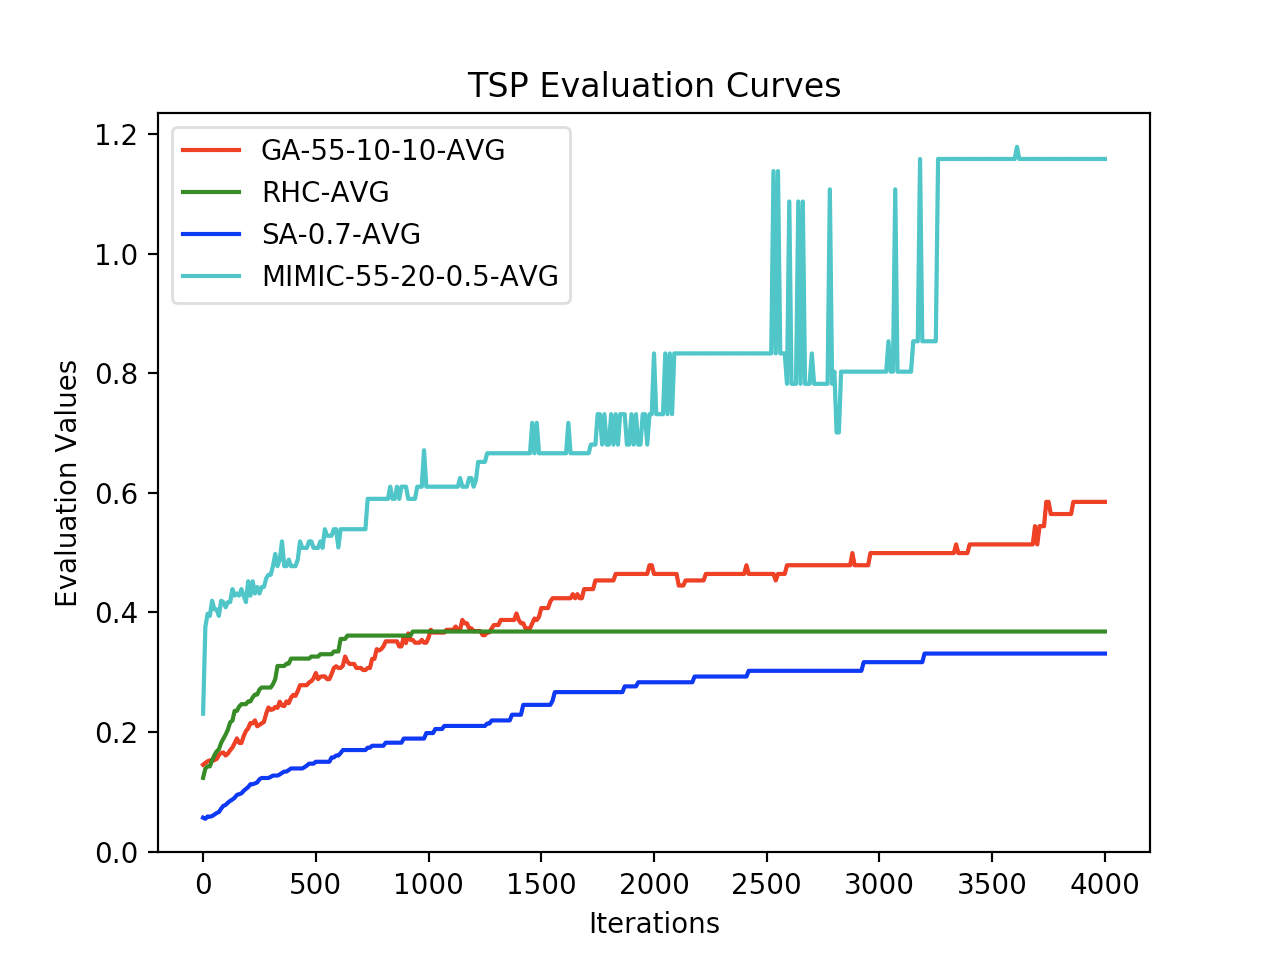 TSP Evaluation Curves
GA-55-10-10-AVG
RHC-AVG
SA-0.7-AVG
MIMIC-55-20-0.5-AVG
Evaluation Values
1.2
1.0
0.8
0.6
0.4
0.2
0.0
0 500 1000 1500 2000 2500 3000 3500 4000
Iterations